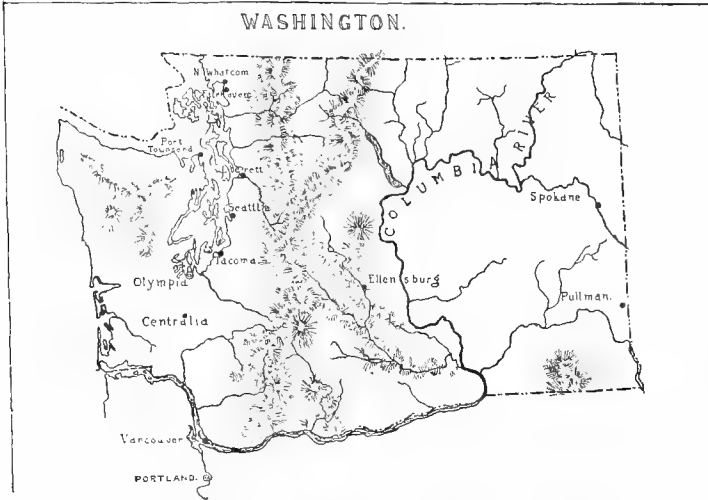 WASHINGTON.
N. Whatcom
COLUMBIA RIVER
Port
Townsend
Everett
Spokane
Seattle
Tacoma.
Olympia
Ellensburg
Pullman.
Centralia
Vancouver
PORTLAND.